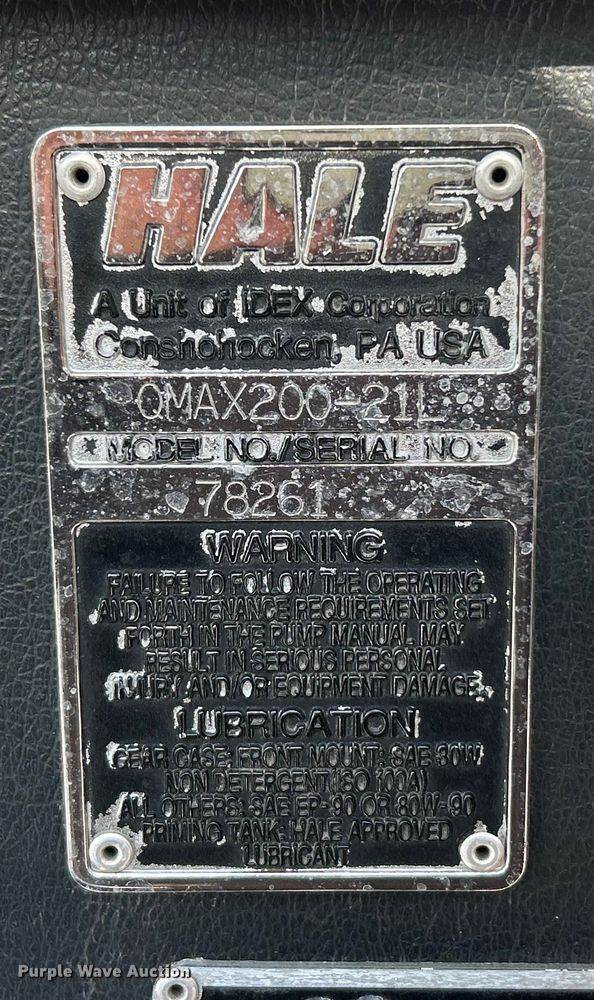 HALE
A Unit of IDEX Corporation
Conshohocken, PA USA
QMAX200-21L
MODEL NO./SERIAL NO.
78261
WARNING
FAILURE TO FOLLOW THE OPERATING
AND MAINTENANCE REQUIREMENTS SET
FORTH IN THE PUMP MANUAL MAY
RESULT IN SERIOUS PERSONAL
INJURY AND/OR EQUIPMENT DAMAGE.
LUBRICATION
GEAR CASE: FRONT MOUNT: SAE 30W
NON DETERGENT (ISO 100A)
ALL OTHERS: SAE EP-90 OR 80W-90
PRIMING TANK: HALE APPROVED
LUBRICANT
Purple Wave Auction